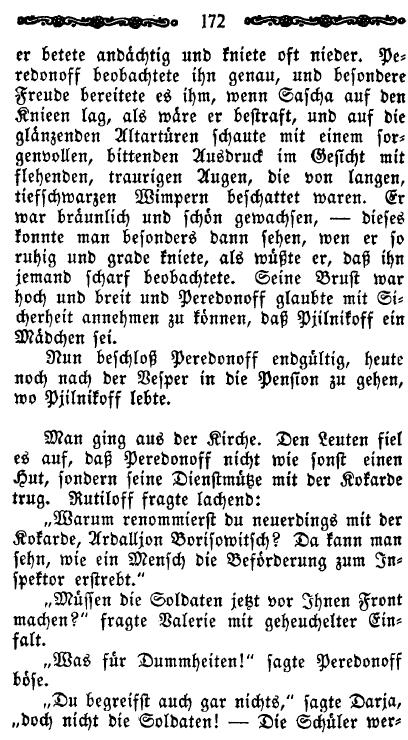 172
er betete andächtig und kniete oft nieder. Pe-
redonoff beobachtete ihn genau, und besondere
Freude bereitete es ihm, wenn Sascha auf den
Knieen lag, als wäre er bestraft, und auf die
glänzenden Altartüren schaute mit einem sor-
genvollen, bittenden Ausdruck im Gesicht mit
flehenden, traurigen Augen, die von langen,
tiefschwarzen Wimpern beschattet waren. Er
war bräunlich und schön gewachsen, — dieses
konnte man besonders dann sehen, wen er so
ruhig und grade kniete, als wüßte er, daß ihn
jemand scharf beobachtete. Seine Brust war
hoch und breit und Peredonoff glaubte mit Si-
cherheit annehmen zu können, daß Pjilnikoff ein
Mädchen sei.
Nun beschloß Peredonoff endgültig, heute
noch nach der Vesper in die Pension zu gehen,
wo Pjilnikoff lebte.
Man ging aus der Kirche. Den Leuten fiel
es auf, daß Peredonoff nicht wie sonst einen
Hut, sondern seine Dienstmütze mit der Kokarde
trug. Rutiloff fragte lachend:
„Warum renommierst du neuerdings mit der
Kokarde, Ardalljon Borisowitsch? Da kann man
sehn, wie ein Mensch die Beförderung zum In-
spektor erstrebt.“
„Müssen die Soldaten jetzt vor Ihnen Front
machen?“ fragte Valerie mit geheuchelter Ein-
falt.
„Was für Dummheiten!“ sagte Peredonoff
böse.
„Du begreifst auch gar nichts,“ sagte Darja,
„doch nicht die Soldaten! — Die Schüler wer-